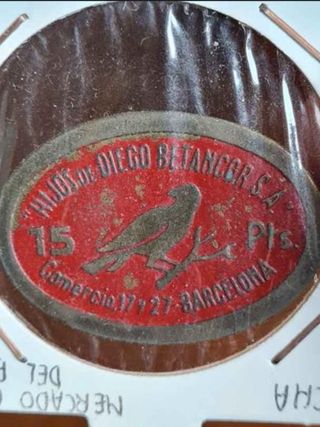 "HIJOS DE DIEGO BETANCOR S.A."
15 Pts.
Comercio, 17 y 27 - BARCELONA
MERCADO
DEL
CHA